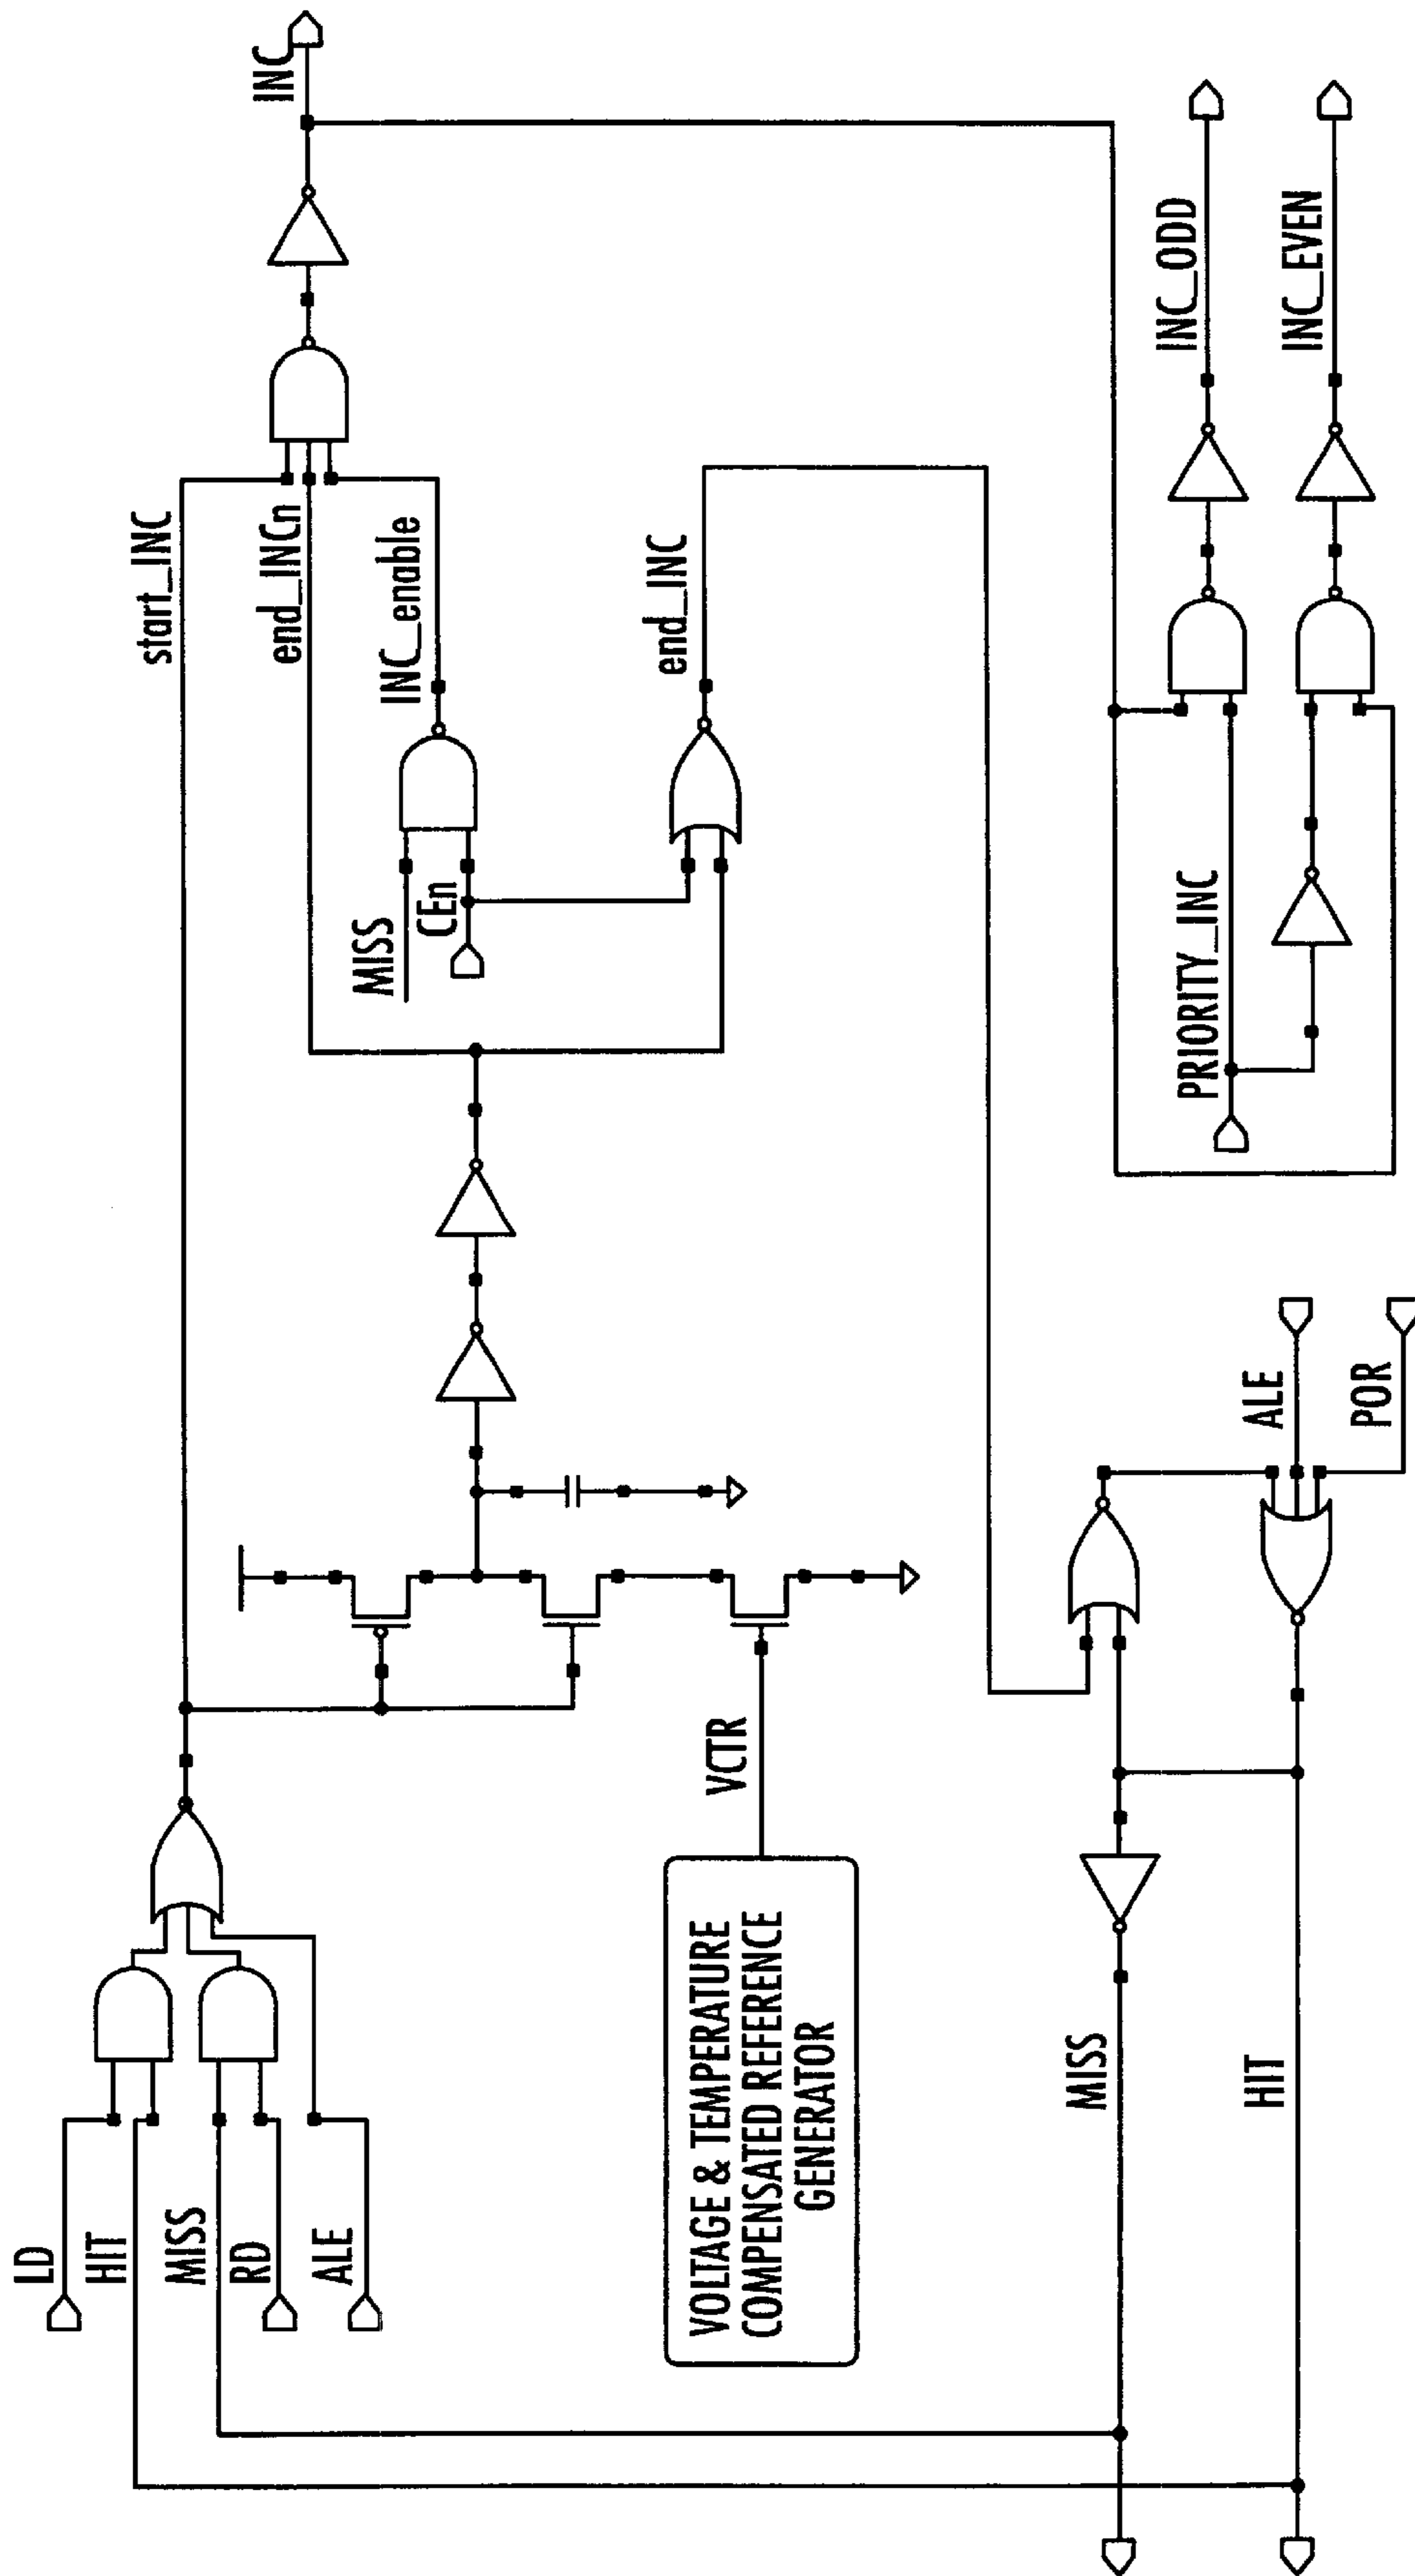 LD
HIT
MISS
RD
ALE
start_INC
end_INCn
INC_enable
MISS
CEn
end_INC
INC
VCTR
VOLTAGE & TEMPERATURE
COMPENSATED REFERENCE
GENERATOR
MISS
HIT
ALE
POR
PRIORITY_INC
INC_ODD
INC_EVEN